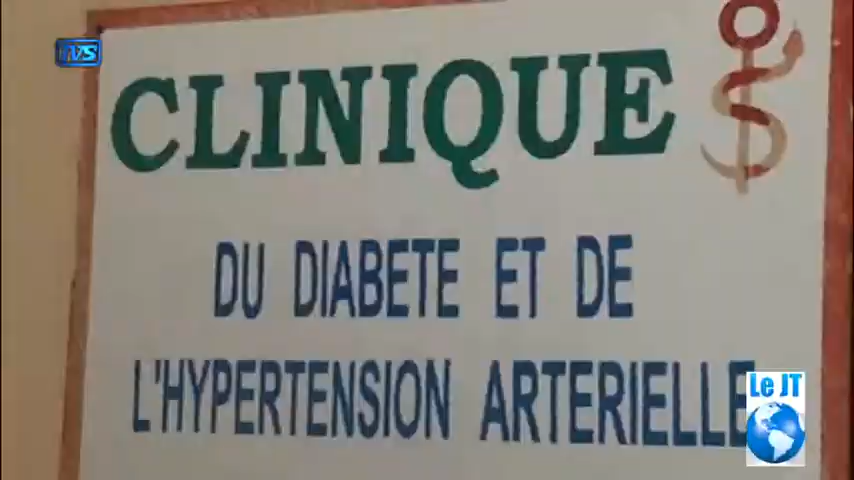 TVS
CLINIQUE
DU DIABETE ET DE
L'HYPERTENSION ARTERIELLE
Le JT